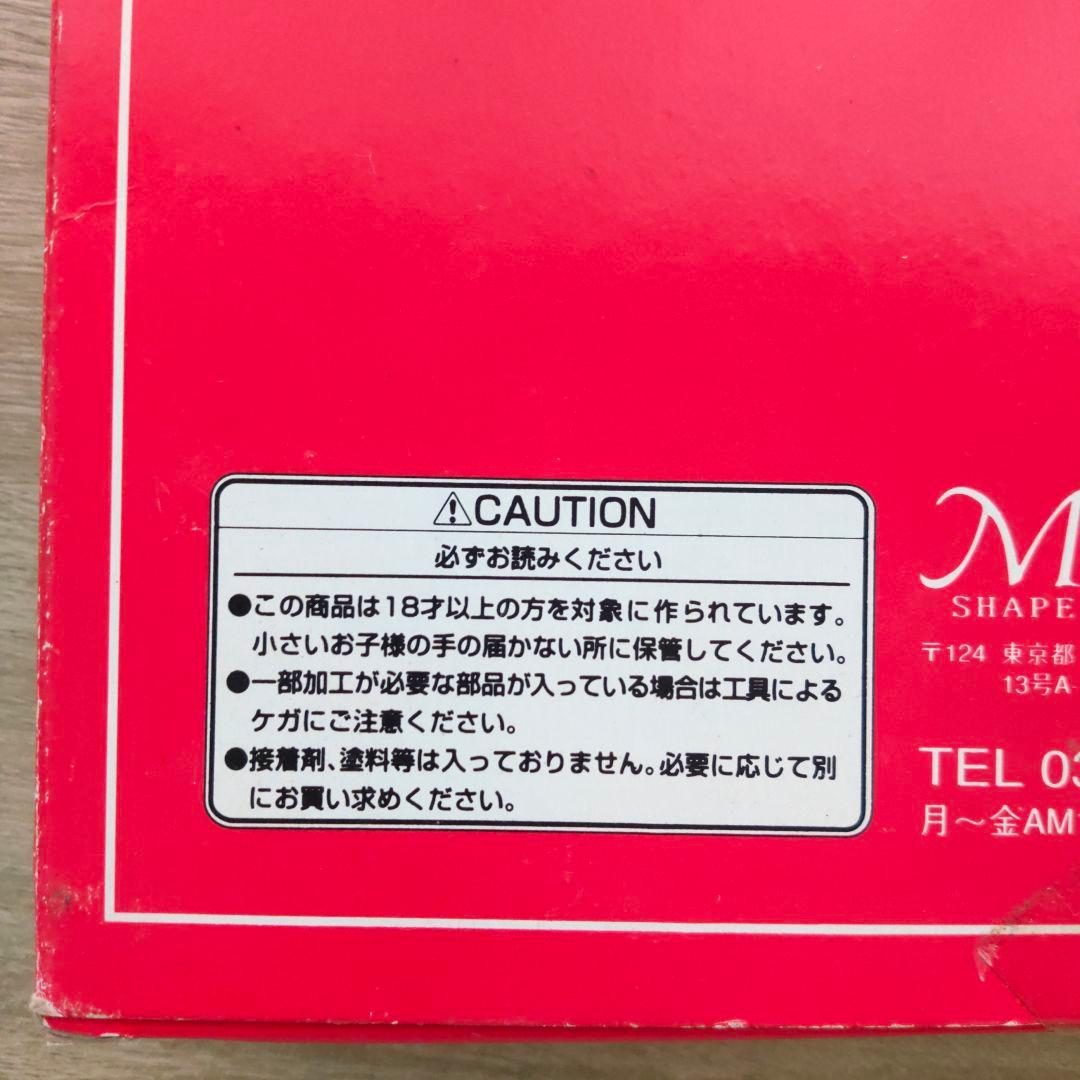 ⚠CAUTION
必ずお読みください
●この商品は18才以上の方を対象に作られています。
小さいお子様の手の届かない所に保管してください。
●一部加工が必要な部品が入っている場合は工具による
ケガにご注意ください。
●接着剤、塗料等は入っておりません。必要に応じて別
にお買い求めください。
M
SHAPE
〒124 東京都
13号A-
TEL 03
月～金AM